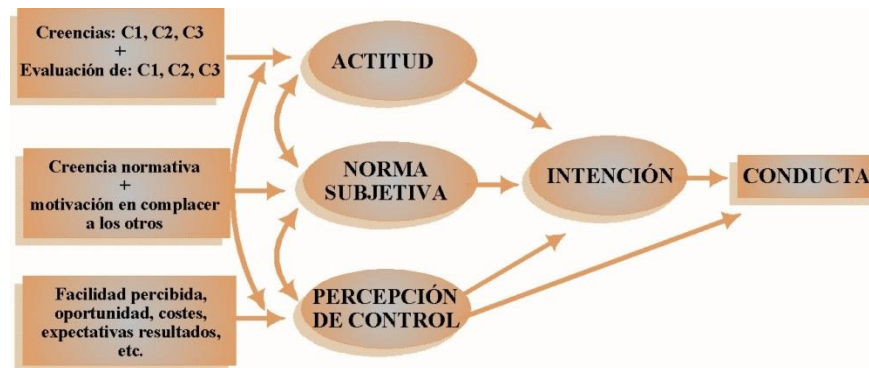 Creencias: C1, C2, C3
+
Evaluación de: C1, C2, C3
ACTITUD
Creencia normativa
+
motivación en complacer
a los otros
NORMA
SUBJETIVA
INTENCIÓN
CONDUCTA
Facilidad percibida,
oportunidad, costes,
expectativas resultados,
etc.
PERCEPCIÓN
DE CONTROL